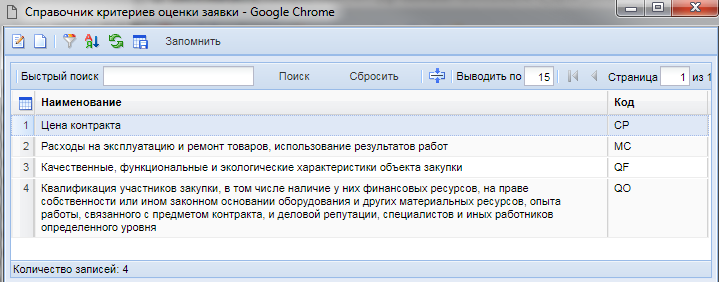 Справочник критериев оценки заявки - Google Chrome
Запомнить
Быстрый поиск Поиск Сбросить Выводить по 15 Страница 1 из 1
Наименование Код
1 Цена контракта CP
2 Расходы на эксплуатацию и ремонт товаров, использование результатов работ MC
3 Качественные, функциональные и экологические характеристики объекта закупки QF
4 Квалификация участников закупки, в том числе наличие у них финансовых ресурсов, на праве QO
собственности или ином законном основании оборудования и других материальных ресурсов, опыта
работы, связанного с предметом контракта, и деловой репутации, специалистов и иных работников
определенного уровня
Количество записей: 4